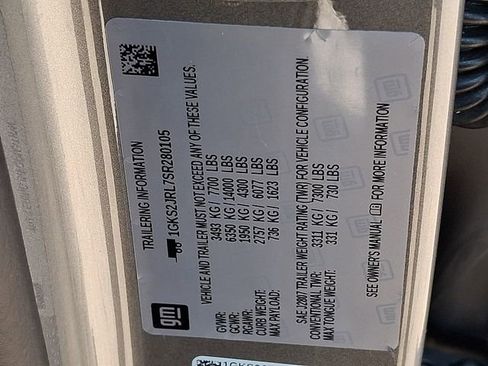 gm
TRAILERING INFORMATION
1GKS2JRL7SR280105
VEHICLE AND TRAILER MUST NOT EXCEED ANY OF THESE VALUES.
GVWR: 3493 KG / 7700 LBS
GCWR: 6350 KG / 14000 LBS
RGAWR: 1950 KG / 4300 LBS
CURB WEIGHT: 2757 KG / 6077 LBS
MAX PAYLOAD: 736 KG / 1623 LBS
SAE J2807 TRAILER WEIGHT RATING (TWR) FOR VEHICLE CONFIGURATION.
CONVENTIONAL TWR: 3311 KG / 7300 LBS
MAX TONGUE WEIGHT: 331 KG / 730 LBS
SEE OWNER'S MANUAL FOR MORE INFORMATION